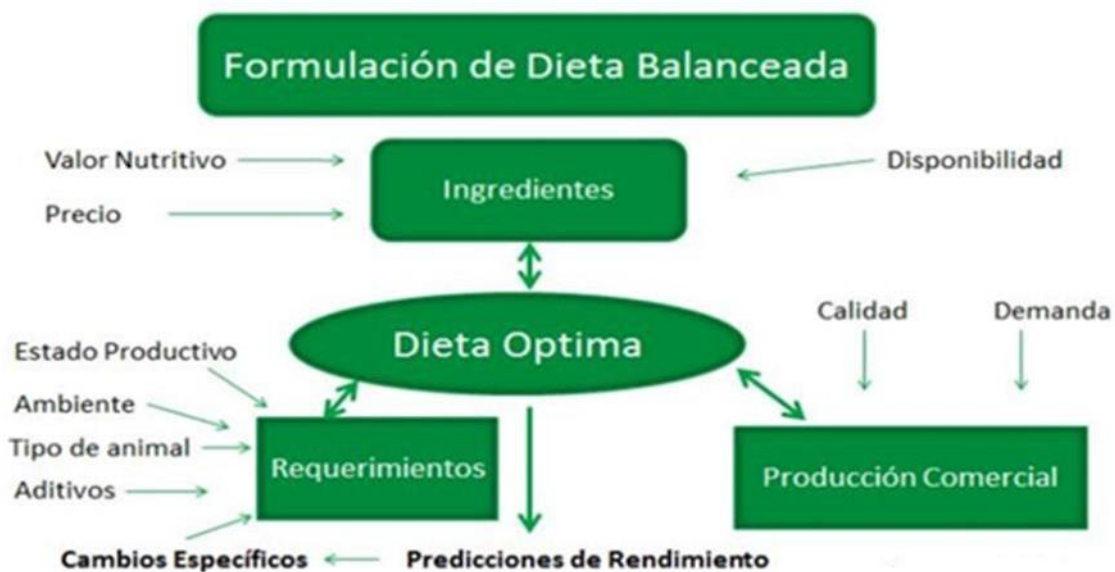 Formulación de Dieta Balanceada
Valor Nutritivo
Disponibilidad
Ingredientes
Precio
Calidad
Demanda
Dieta Optima
Estado Productivo
Ambiente
Tipo de animal
Requerimientos
Producción Comercial
Aditivos
Cambios Específicos
Predicciones de Rendimiento